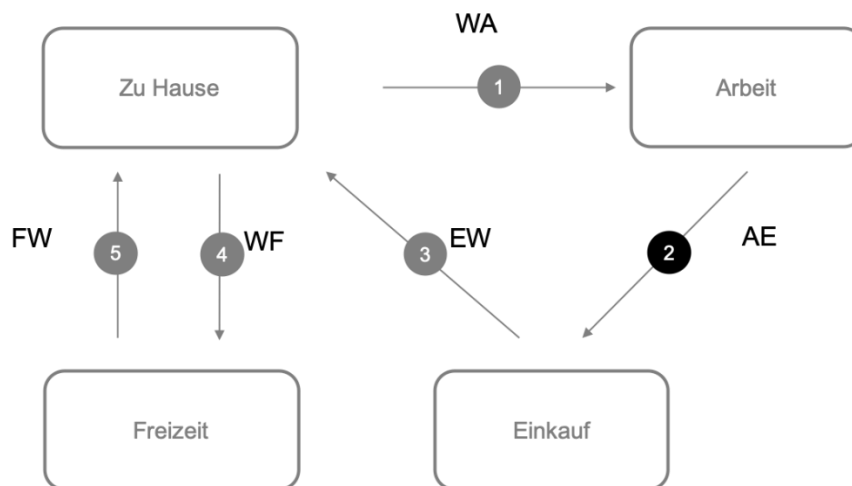 WA
Zu Hause
1
Arbeit
FW
5
4
WF
3
EW
2
AE
Freizeit
Einkauf